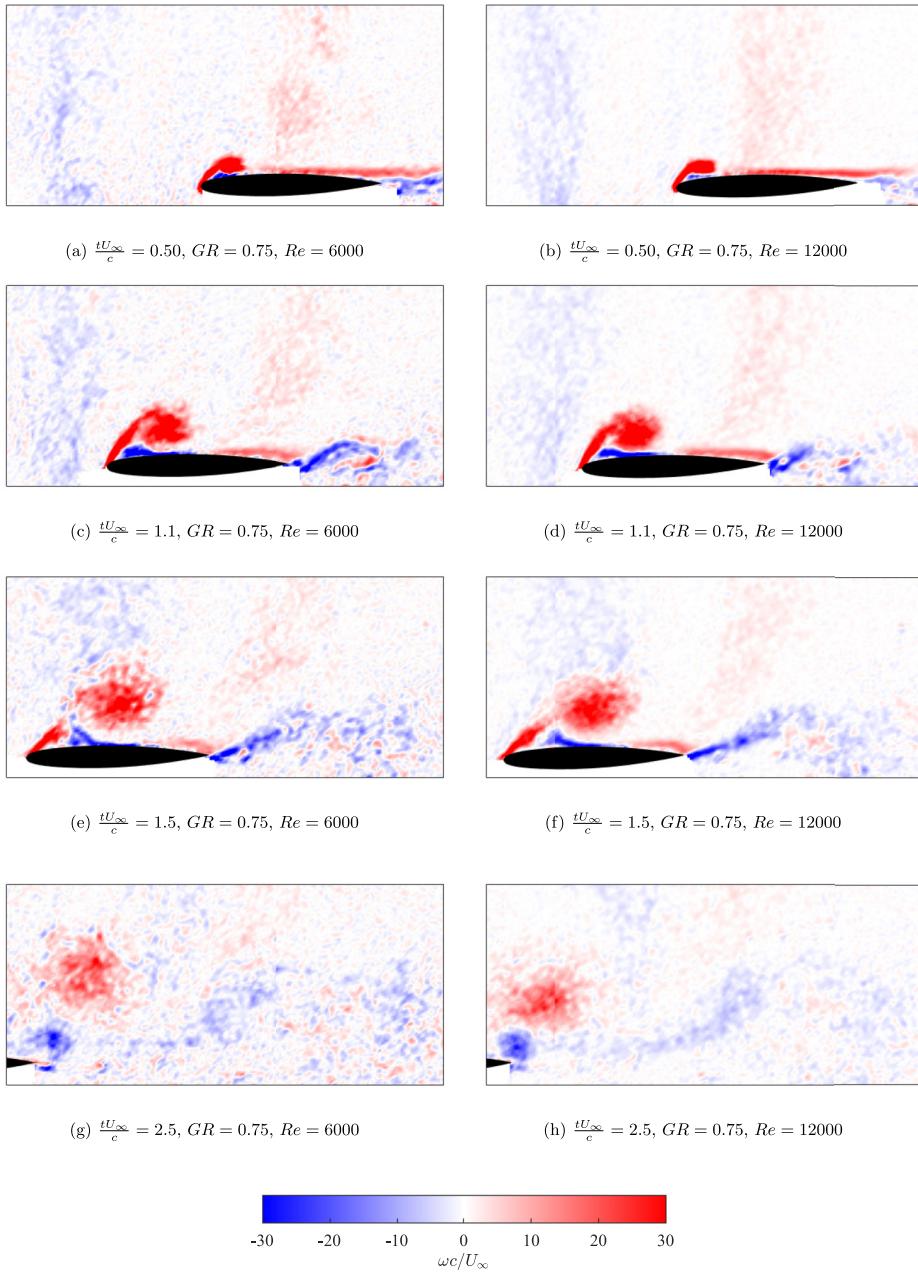 (a) tU∞/c = 0.50, GR = 0.75, Re = 6000
(b) tU∞/c = 0.50, GR = 0.75, Re = 12000
(c) tU∞/c = 1.1, GR = 0.75, Re = 6000
(d) tU∞/c = 1.1, GR = 0.75, Re = 12000
(e) tU∞/c = 1.5, GR = 0.75, Re = 6000
(f) tU∞/c = 1.5, GR = 0.75, Re = 12000
(g) tU∞/c = 2.5, GR = 0.75, Re = 6000
(h) tU∞/c = 2.5, GR = 0.75, Re = 12000
-30 -20 -10 0 10 20 30
ωc/U∞